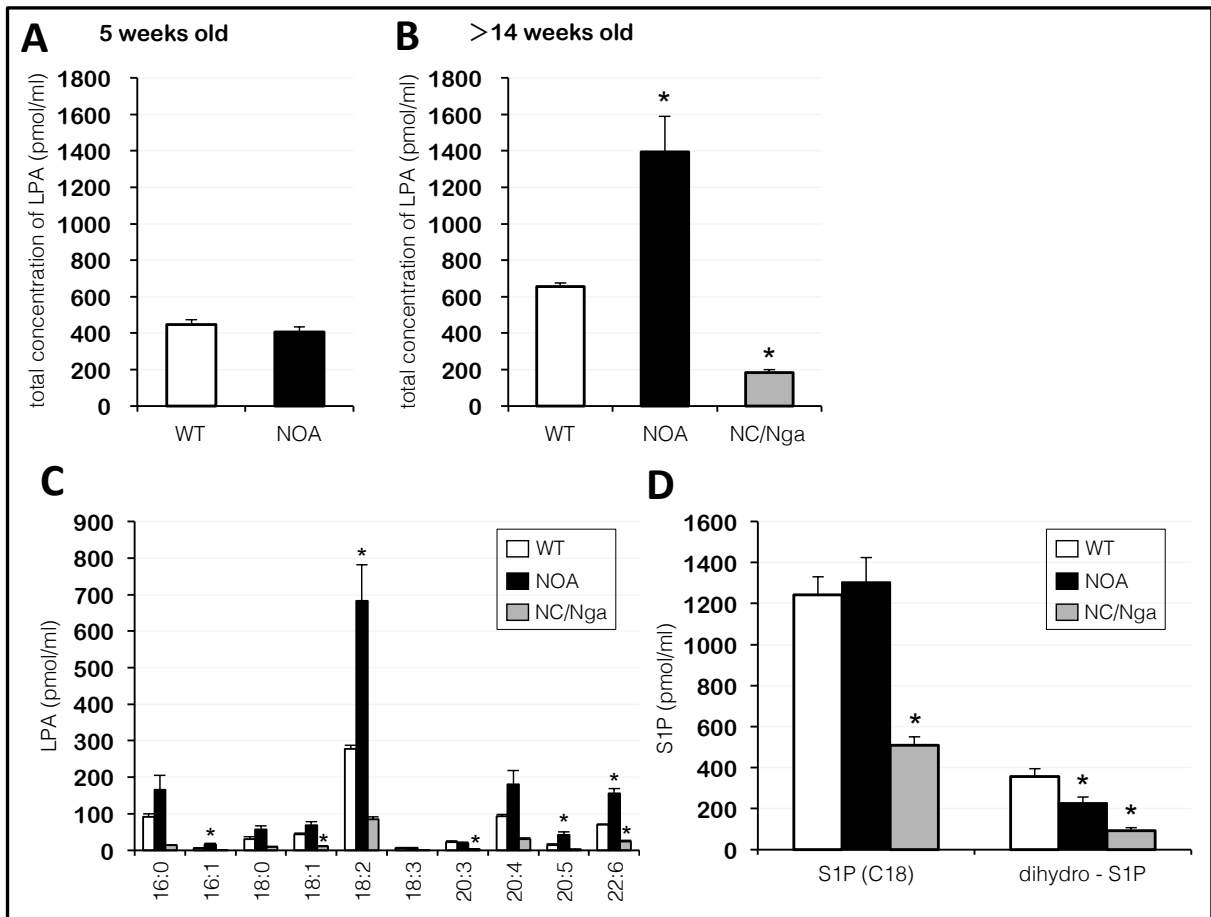 A 5 weeks old
total concentration of LPA (pmol/ml)
1800
1600
1400
1200
1000
800
600
400
200
0
WT NOA
B >14 weeks old
total concentration of LPA (pmol/ml)
1800
1600
1400
1200
1000
800
600
400
200
0
*
*
WT NOA NC/Nga
C
LPA (pmol/ml)
900
800
700
600
500
400
300
200
100
0
WT
NOA
NC/Nga
*
*
*
*
*
*
*
16:0 16:1 18:0 18:1 18:2 18:3 20:3 20:4 20:5 22:6
D
S1P (pmol/ml)
1600
1400
1200
1000
800
600
400
200
0
WT
NOA
NC/Nga
*
*
*
S1P (C18) dihydro - S1P